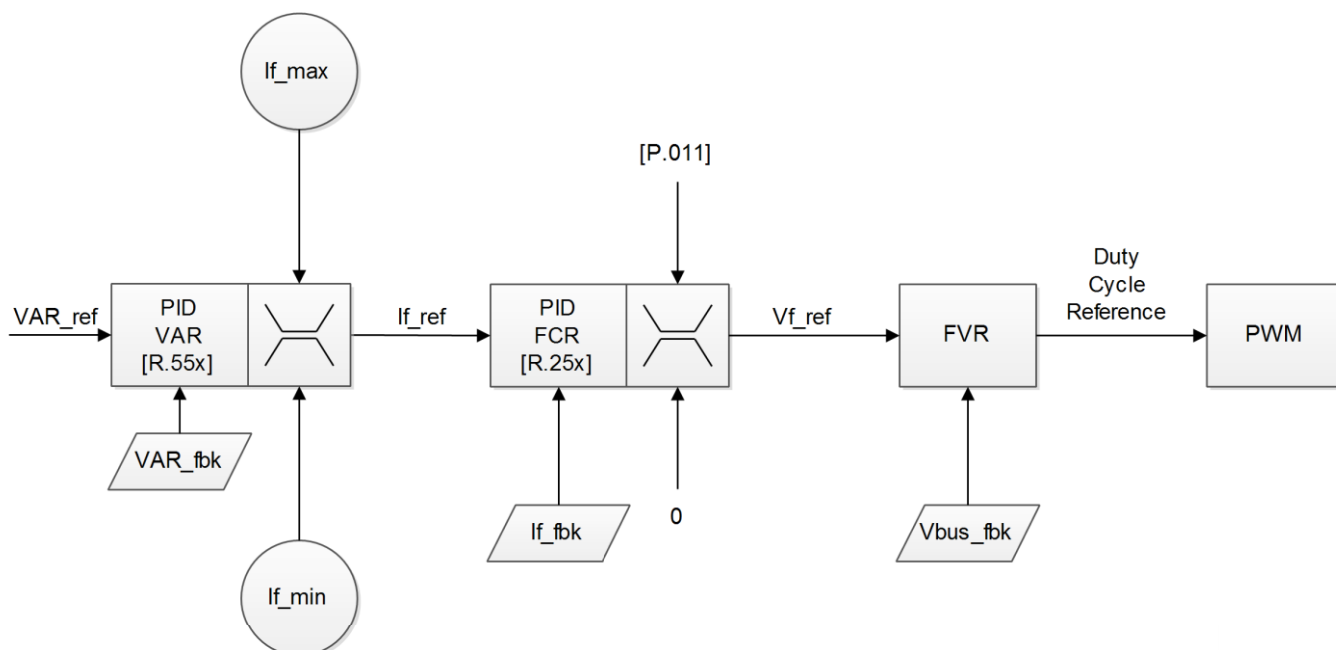 If_max
[P.011]
VAR_ref
PID
VAR
[R.55x]
If_ref
PID
FCR
[R.25x]
Vf_ref
FVR
Duty
Cycle
Reference
PWM
VAR_fbk
If_fbk
0
Vbus_fbk
If_min